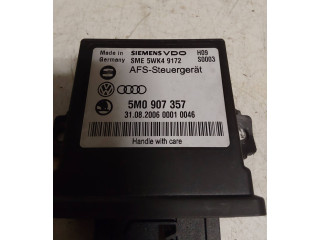 Made in
Germany
SIEMENS VDO
SME 5WK4 9172
H09
S0003
AFS-Steuergerät
5M0 907 357
31.08.2006 0001 0046
Handle with care